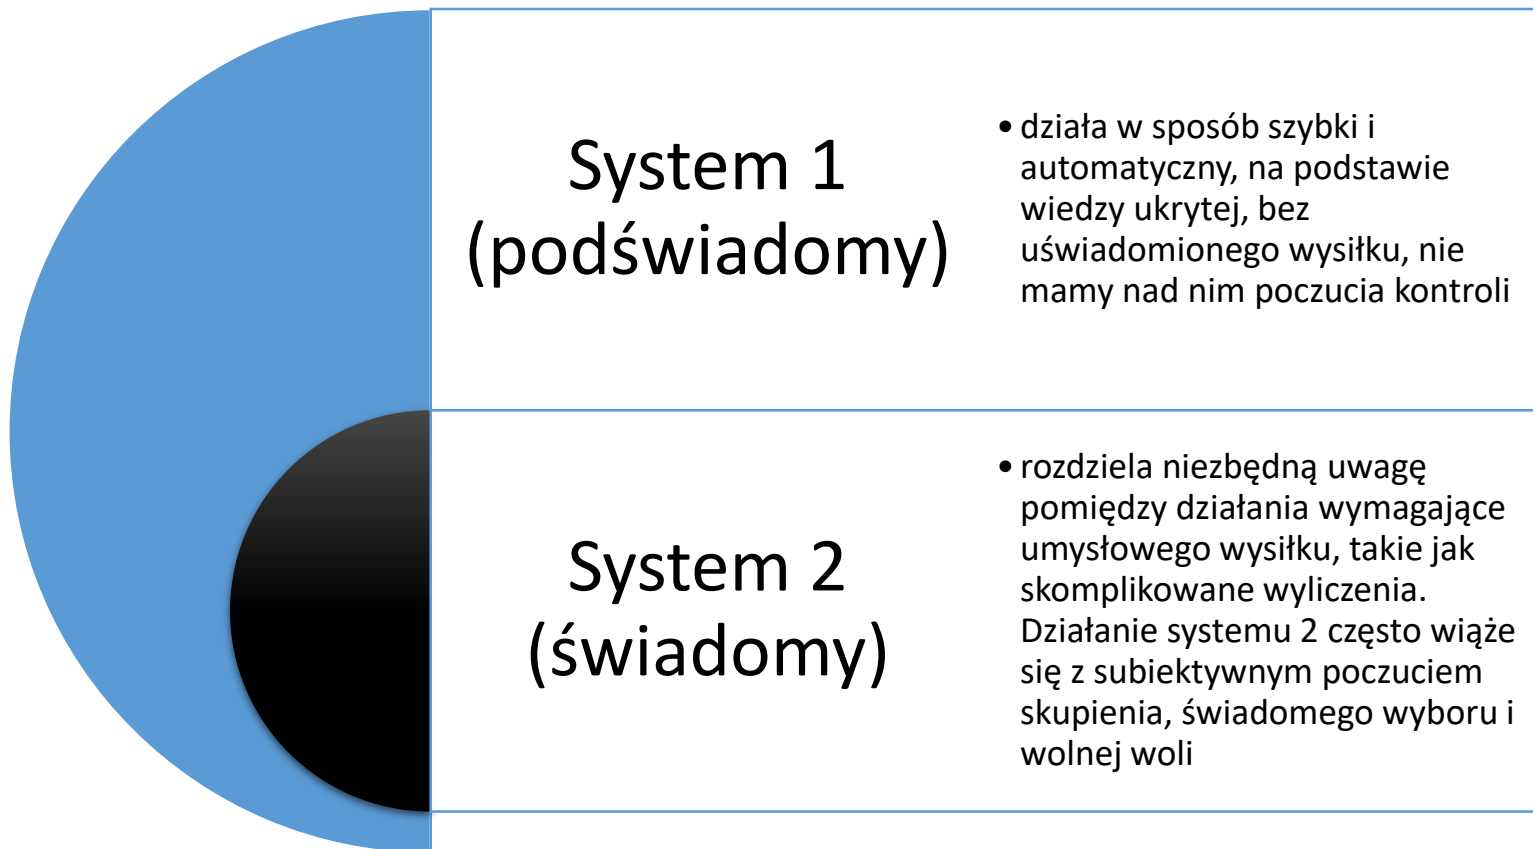 System 1
(podświadomy)
• działa w sposób szybki i
automatyczny, na podstawie
wiedzy ukrytej, bez
uświadomionego wysiłku, nie
mamy nad nim poczucia kontroli
System 2
(świadomy)
• rozdziela niezbędną uwagę
pomiędzy działania wymagające
umysłowego wysiłku, takie jak
skomplikowane wyliczenia.
Działanie systemu 2 często wiąże
się z subiektywnym poczuciem
skupienia, świadomego wyboru i
wolnej woli